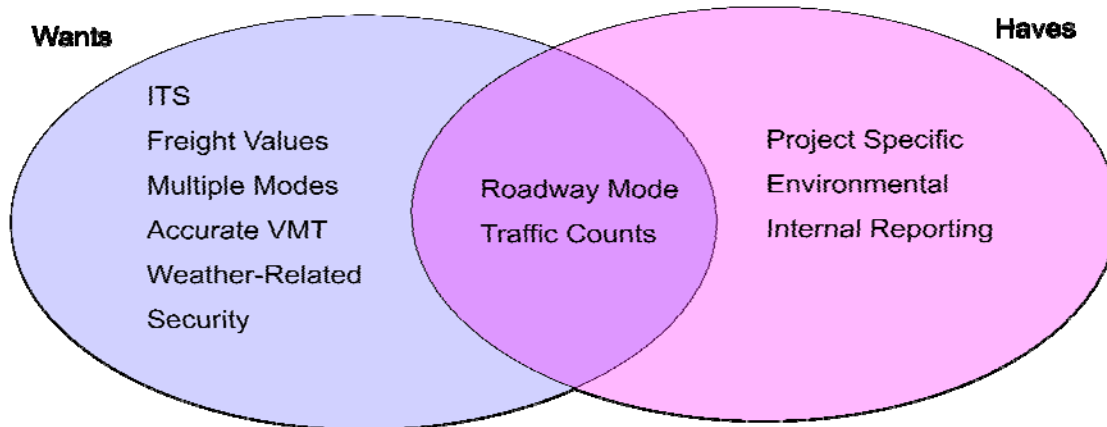 Wants
Haves
ITS
Freight Values
Multiple Modes
Accurate VMT
Weather-Related
Security
Roadway Mode
Traffic Counts
Project Specific
Environmental
Internal Reporting